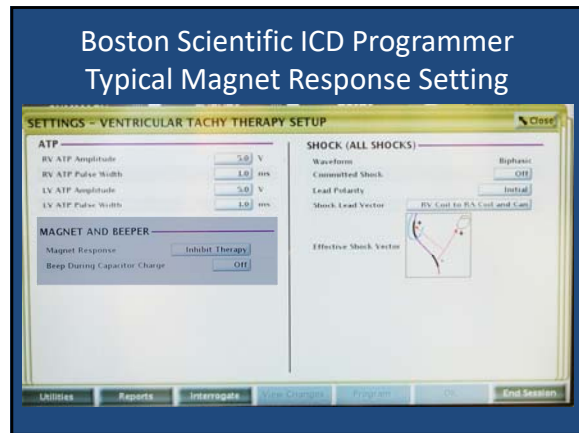 Boston Scientific ICD Programmer
Typical Magnet Response Setting
SETTINGS – VENTRICULAR TACHY THERAPY SETUP
Close
ATP
RV ATP Amplitude 5.0 V
RV ATP Pulse Width 1.0 ms
LV ATP Amplitude 5.0 V
LV ATP Pulse Width 1.0 ms
MAGNET AND BEEPER
Magnet Response Inhibit Therapy
Beep During Capacitor Charge Off
SHOCK (ALL SHOCKS)
Waveform Biphasic
Committed Shock Off
Lead Polarity Initial
Shock Lead Vector RV Coil to RA Coil and Can
Effective Shock Vector
Utilities Reports Interrogate View Changes Program End Session